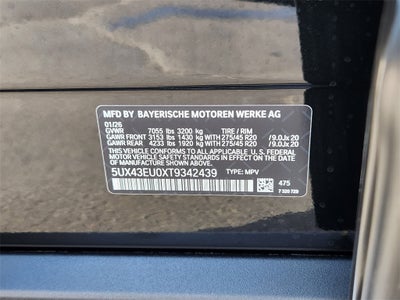 MFD BY BAYERISCHE MOTOREN WERKE AG
01/26
GVWR 7055 lbs 3200 kg TIRE / RIM
GAWR FRONT 3153 lbs 1430 kg WITH 275/45 R20 /9.0Jx 20
GAWR REAR 4233 lbs 1920 kg WITH 275/45 R20 /9.0Jx 20
THIS VEHICLE CONFORMS TO ALL APPLICABLE U.S.
FEDERAL MOTOR VEHICLE SAFETY STANDARDS IN EFFECT
ON THE DATE OF MANUFACTURE SHOWN ABOVE.
5UX43EU0XT9342439 TYPE: MPV
475
7 320 729